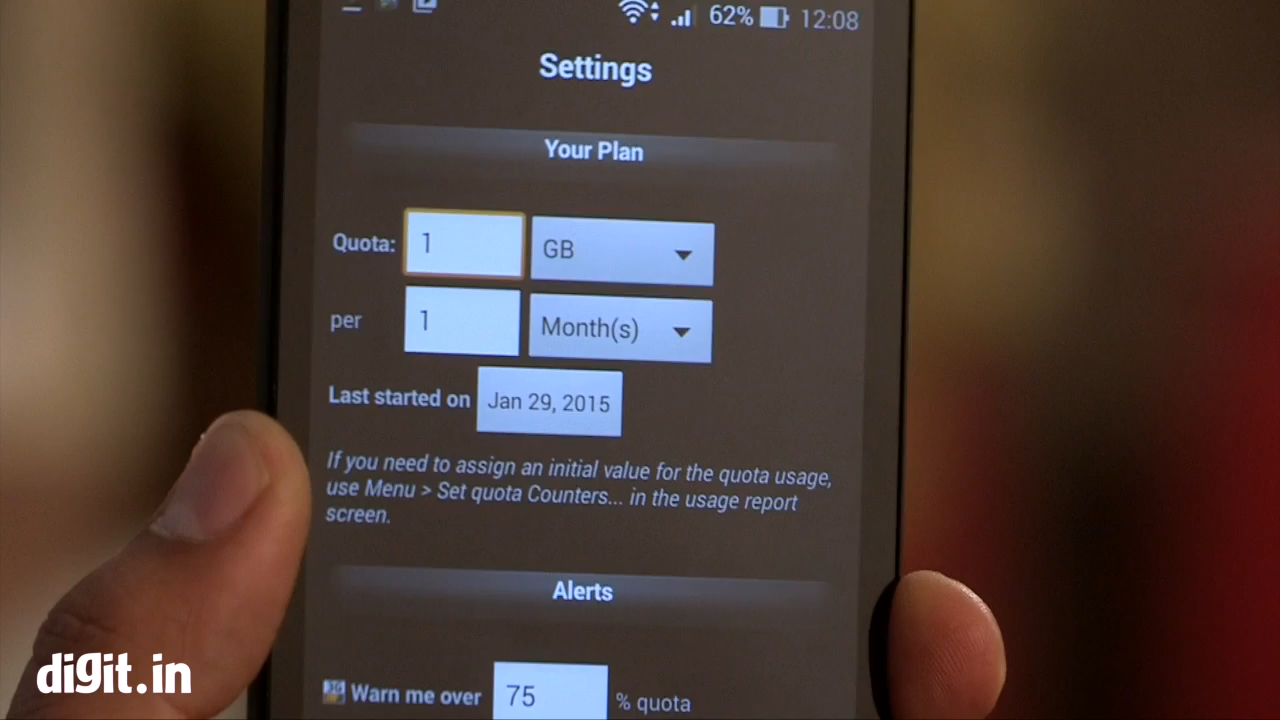 62% 12:08
Settings
Your Plan
Quota: 1 GB
per 1 Month(s)
Last started on Jan 29, 2015
If you need to assign an initial value for the quota usage,
use Menu > Set quota Counters... in the usage report
screen.
Alerts
Warn me over 75 % quota
digit.in